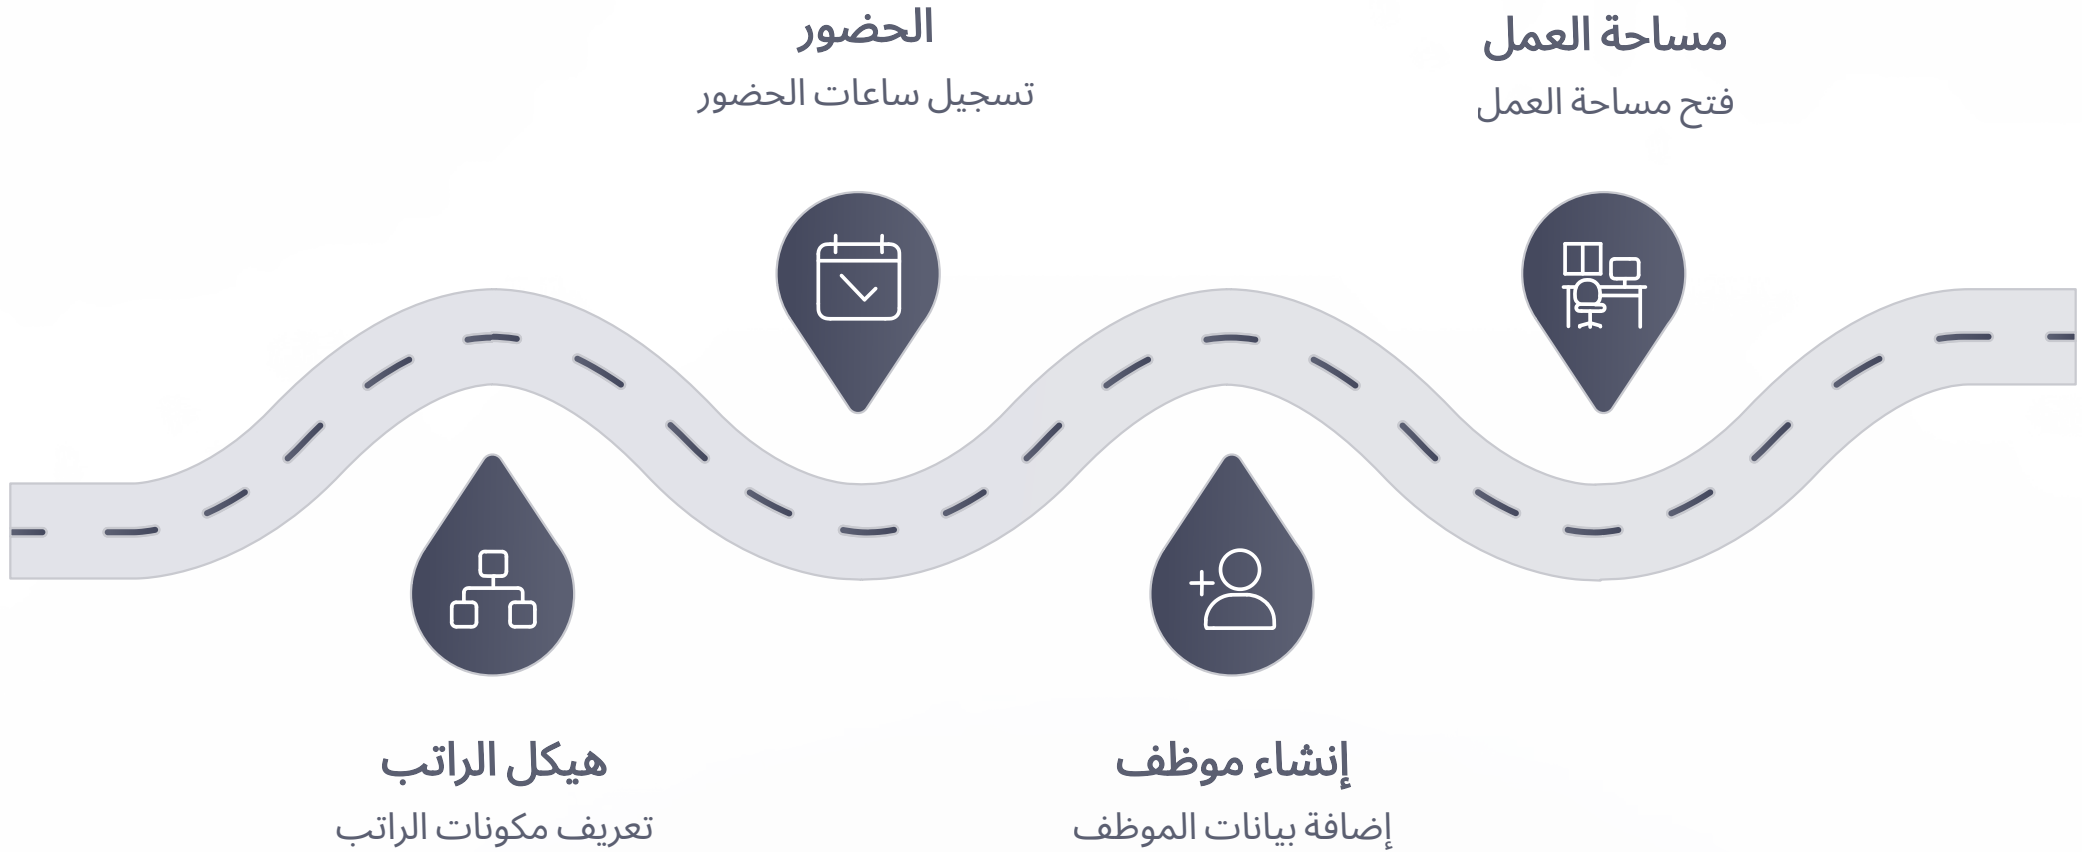 مساحة العمل
فتح مساحة العمل
إنشاء موظف
إضافة بيانات الموظف
الحضور
تسجيل ساعات الحضور
هيكل الراتب
تعريف مكونات الراتب